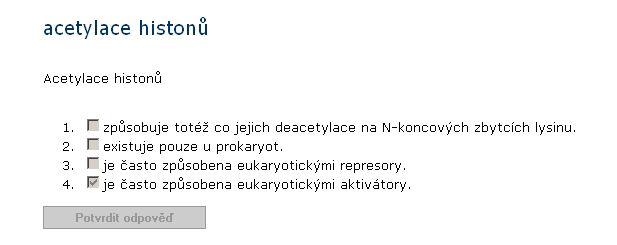 acetylace histonů
Acetylace histonů
1. způsobuje totéž co jejich deacetylace na N-koncových zbytcích lysinu.
2. existuje pouze u prokaryot.
3. je často způsobena eukaryotickými represory.
4. je často způsobena eukaryotickými aktivátory.
Potvrdit odpověď